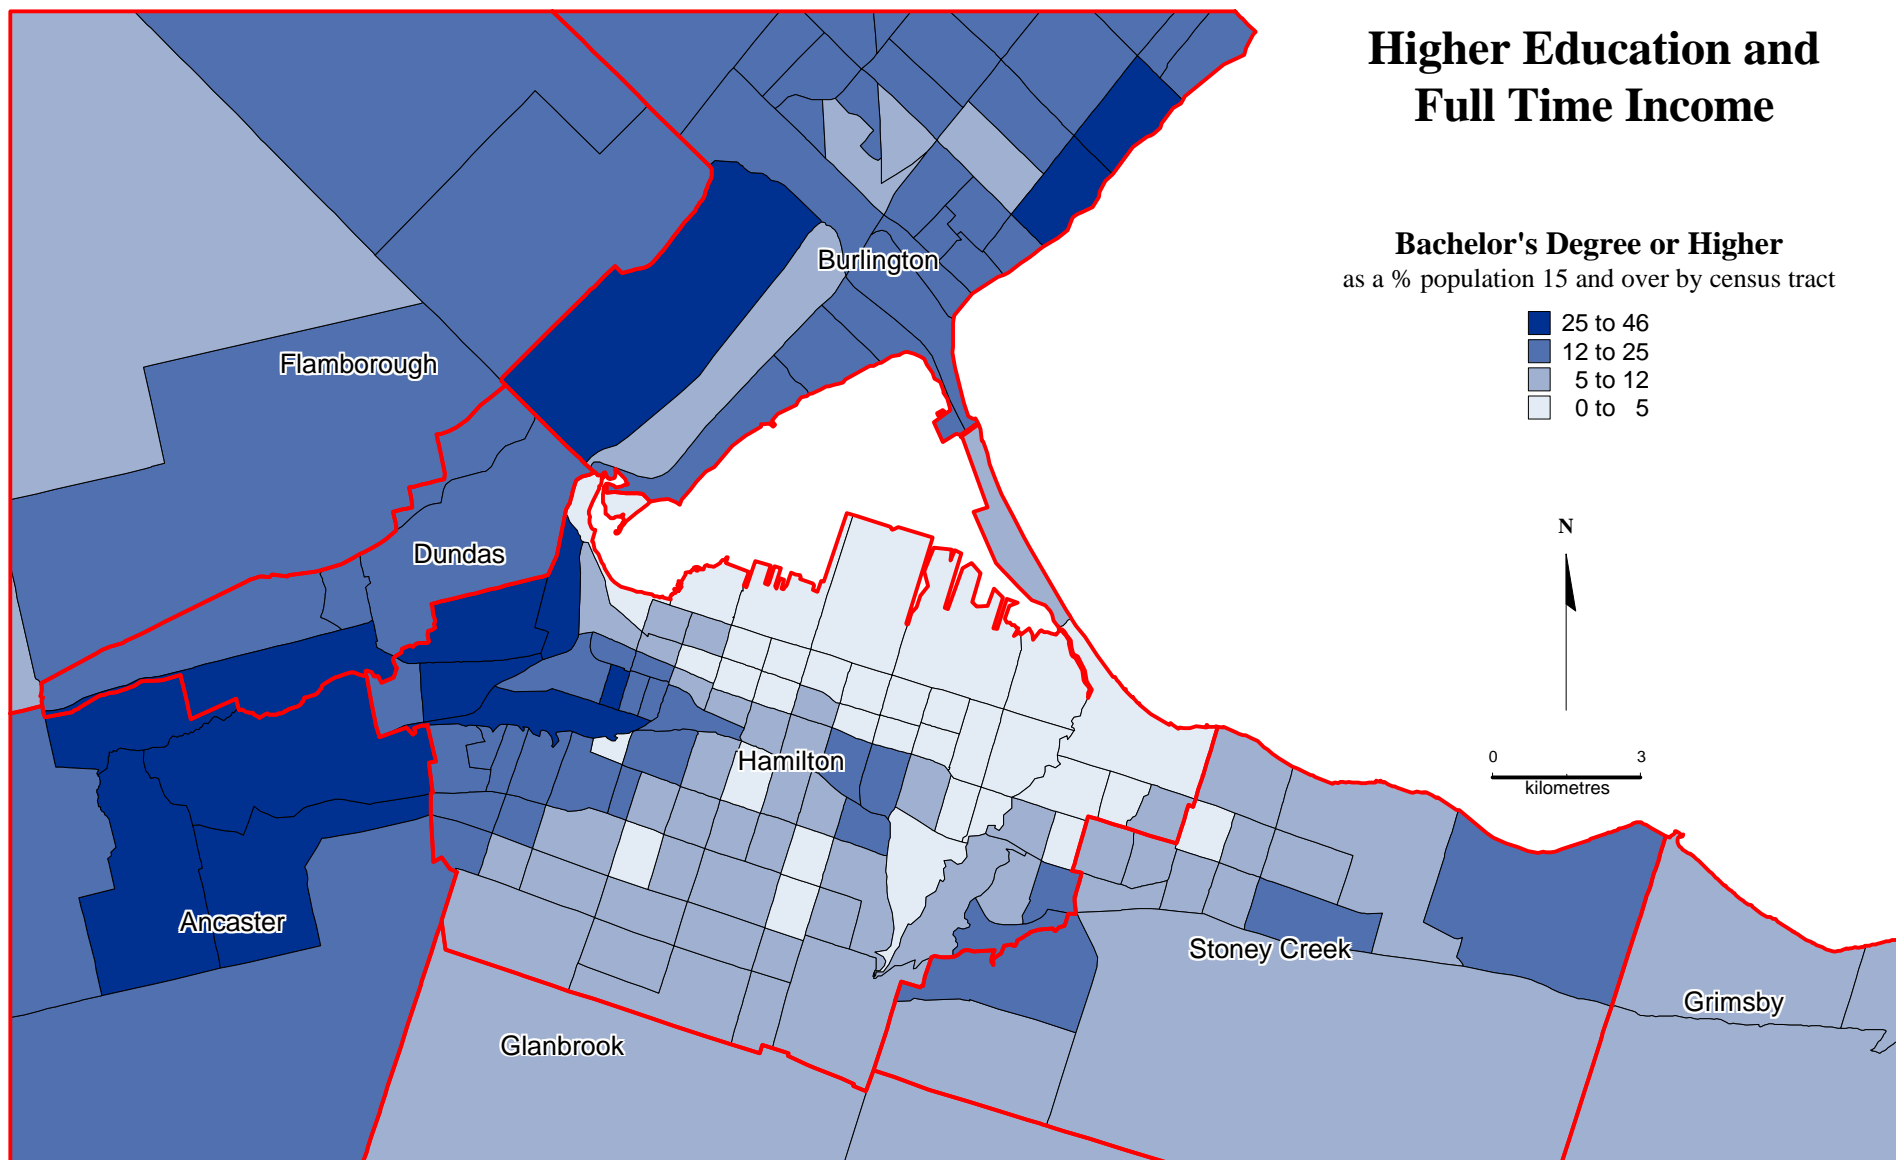 Higher Education and
Full Time Income
Bachelor's Degree or Higher
as a % population 15 and over by census tract
25 to 46
12 to 25
5 to 12
0 to 5
Burlington
Flamborough
Dundas
N
0 3
kilometres
Hamilton
Ancaster
Stoney Creek
Grimsby
Glanbrook